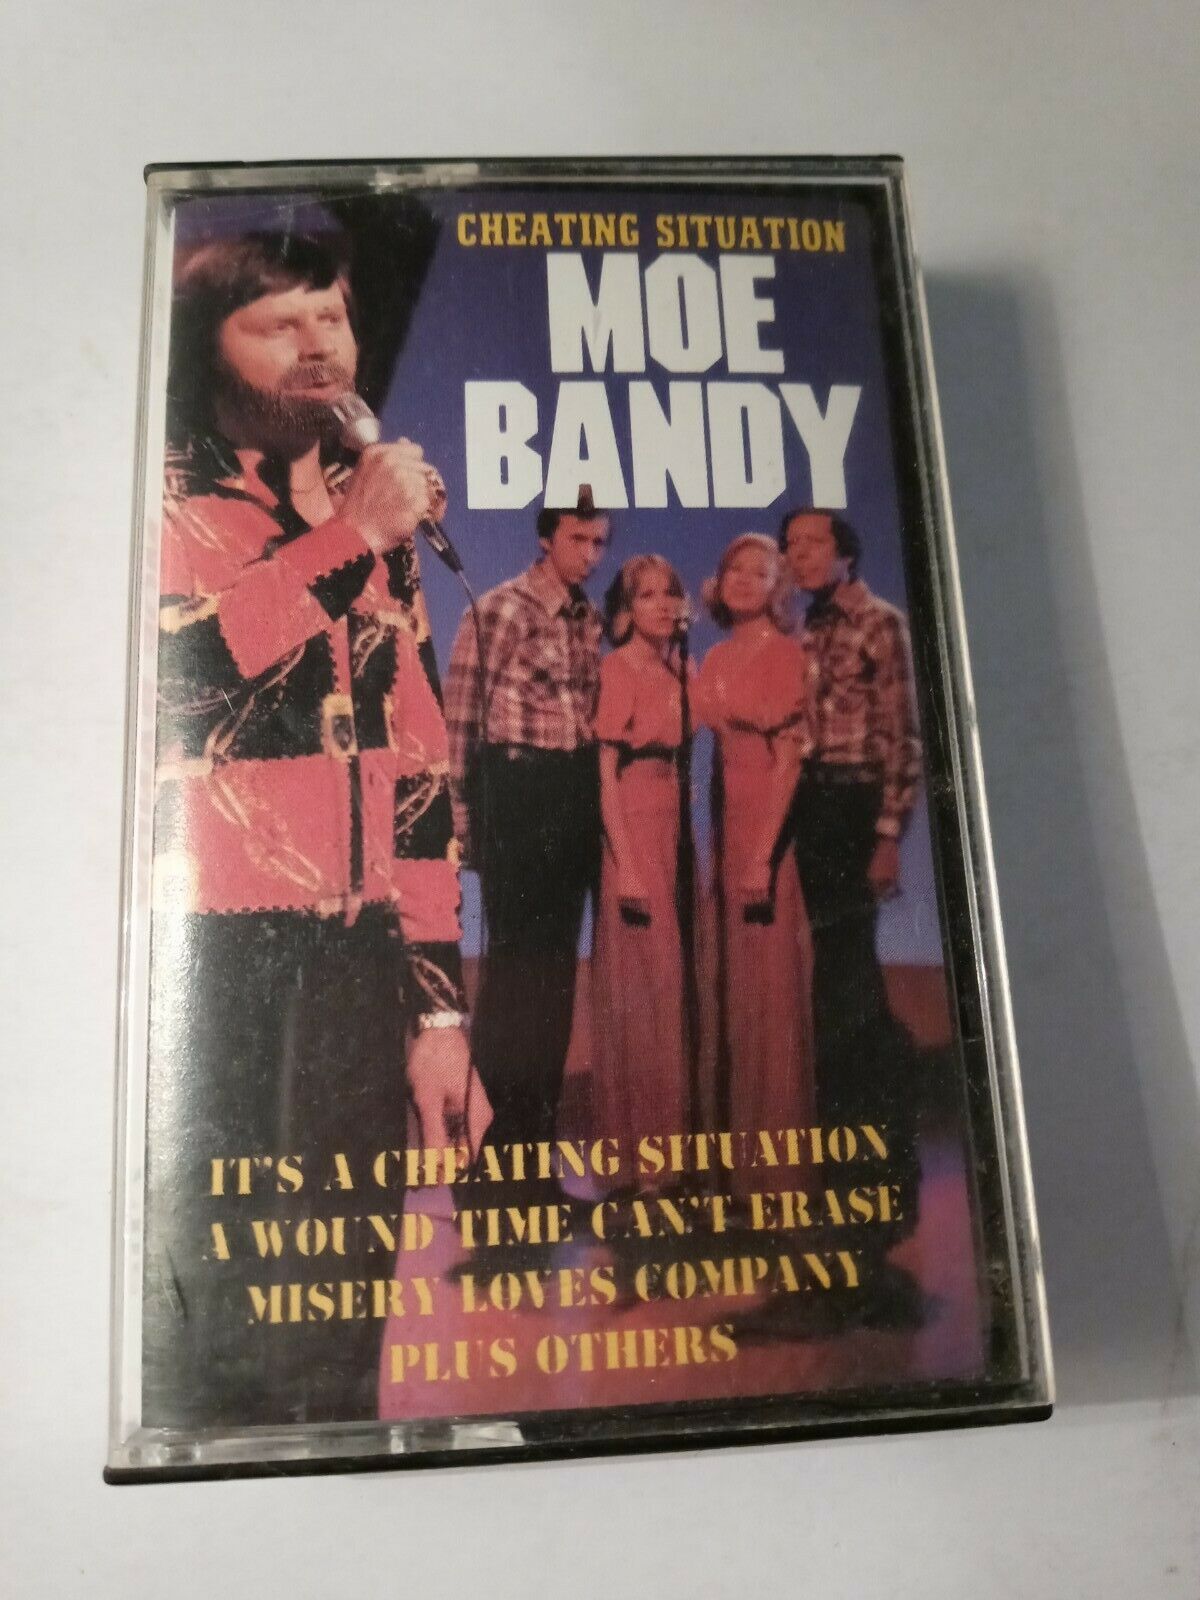 CHEATING SITUATION
MOE
BANDY
IT'S A CHEATING SITUATION
A WOUND TIME CAN'T ERASE
MISERY LOVES COMPANY
PLUS OTHERS